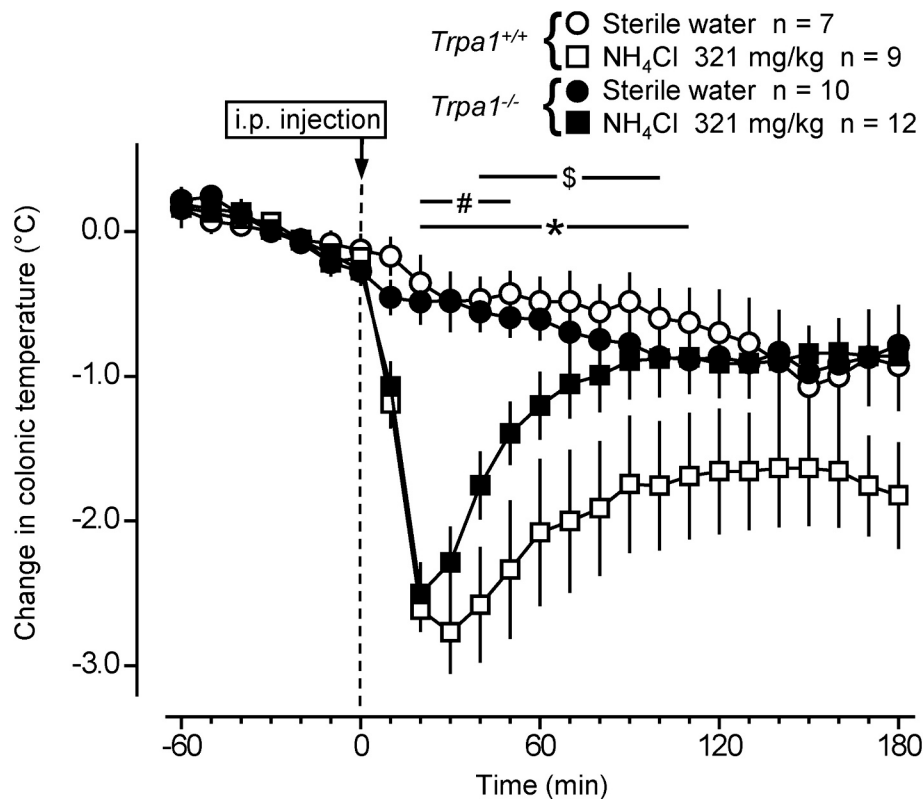 Trpa1+/+ { Sterile water n = 7
NH4Cl 321 mg/kg n = 9
Trpa1-/- { Sterile water n = 10
NH4Cl 321 mg/kg n = 12
i.p. injection
$
#
*
Change in colonic temperature (°C)
0.0
-1.0
-2.0
-3.0
-60 0 60 120 180
Time (min)